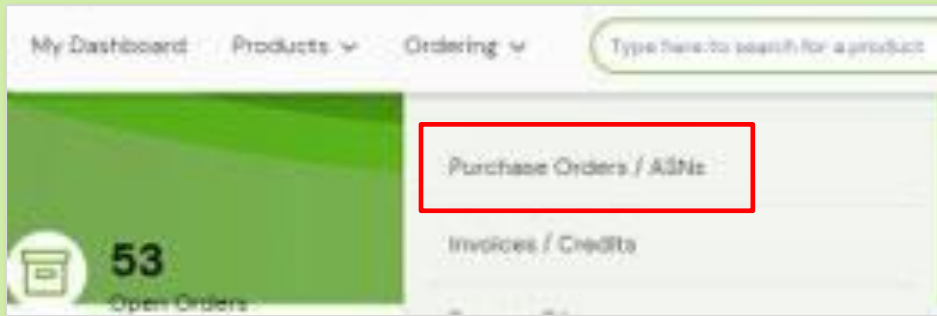 My Dashboard Products Ordering Type here to search for a product
Purchase Orders / ASNs
Invoices / Credits
53
Open Orders